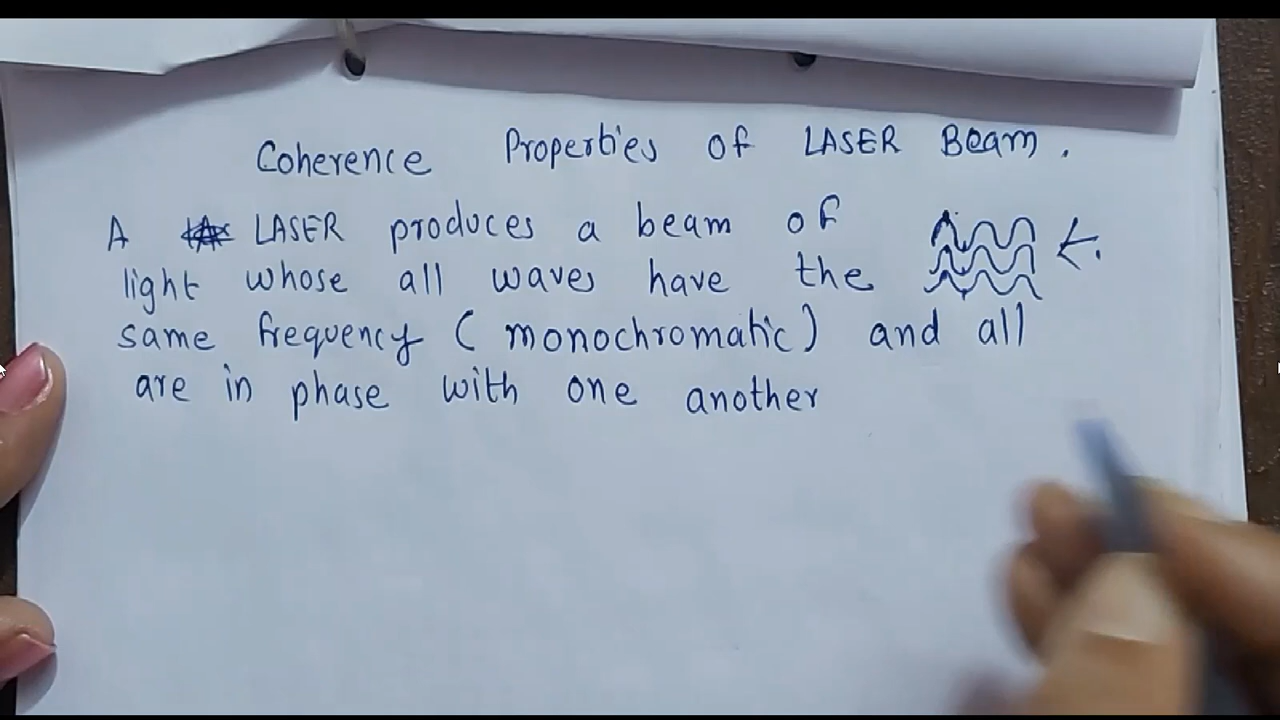 Coherence Properties of LASER Beam.
A LASER produces a beam of
light whose all waves have the
same frequency (monochromatic) and all
are in phase with one another